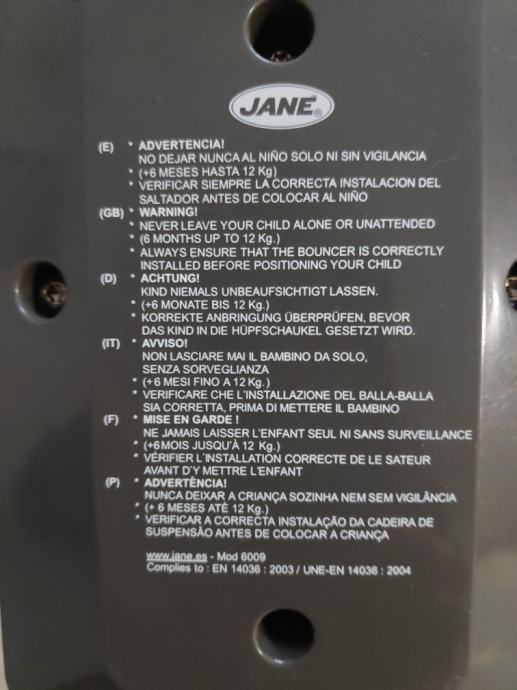 JANÉ®
(E) * ADVERTENCIA!
NO DEJAR NUNCA AL NIÑO SOLO NI SIN VIGILANCIA
* (+6 MESES HASTA 12 Kg)
* VERIFICAR SIEMPRE LA CORRECTA INSTALACION DEL
SALTADOR ANTES DE COLOCAR AL NIÑO
(GB) * WARNING!
* NEVER LEAVE YOUR CHILD ALONE OR UNATTENDED
* (6 MONTHS UP TO 12 Kg.)
* ALWAYS ENSURE THAT THE BOUNCER IS CORRECTLY
INSTALLED BEFORE POSITIONING YOUR CHILD
(D) * ACHTUNG!
KIND NIEMALS UNBEAUFSICHTIGT LASSEN.
* (+6 MONATE BIS 12 Kg.)
* KORREKTE ANBRINGUNG ÜBERPRÜFEN, BEVOR
DAS KIND IN DIE HÜPFSCHAUKEL GESETZT WIRD.
(IT) * AVVISO!
NON LASCIARE MAI IL BAMBINO DA SOLO,
SENZA SORVEGLIANZA
* (+6 MESI FINO A 12 Kg.)
* VERIFICARE CHE L'INSTALLAZIONE DEL BALLA-BALLA
SIA CORRETTA, PRIMA DI METTERE IL BAMBINO
(F) * MISE EN GARDE !
NE JAMAIS LAISSER L'ENFANT SEUL NI SANS SURVEILLANCE
* (+6 MOIS JUSQU'À 12 Kg.)
* VÉRIFIER L'INSTALLATION CORRECTE DE LE SATEUR
AVANT D'Y METTRE L'ENFANT
(P) * ADVERTÊNCIA!
NUNCA DEIXAR A CRIANÇA SOZINHA NEM SEM VIGILÂNCIA
* (+ 6 MESES ATÉ 12 Kg.)
* VERIFICAR A CORRECTA INSTALAÇÃO DA CADEIRA DE
SUSPENSÃO ANTES DE COLOCAR A CRIANÇA
www.jane.es - Mod 6009
Complies to : EN 14036 : 2003 / UNE-EN 14036 : 2004